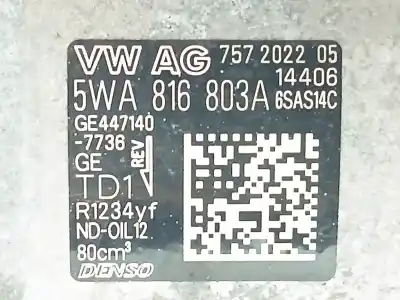 VW AG 757 2022 05
14406
5WA 816 803A 6SAS14C
GE447140
-7736
GE
REV
TD1
R1234yf
ND-OIL12
80cm³
DENSO